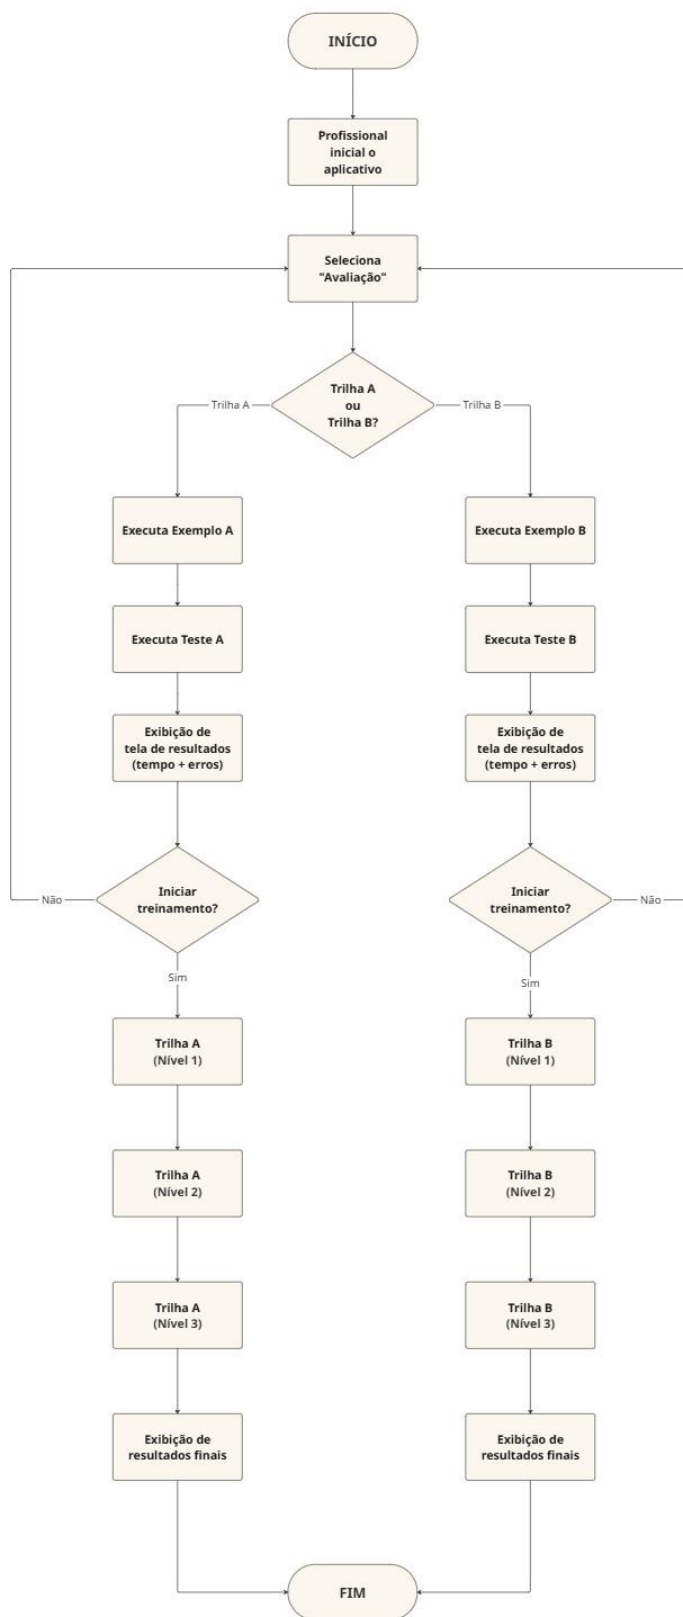 INÍCIO
Profissional
inicial o
aplicativo
Seleciona
"Avaliação"
Trilha A
ou
Trilha B?
Trilha A
Trilha B
Executa Exemplo A
Executa Exemplo B
Executa Teste A
Executa Teste B
Exibição de
tela de resultados
(tempo + erros)
Exibição de
tela de resultados
(tempo + erros)
Iniciar
treinamento?
Não
Iniciar
treinamento?
Não
Sim
Sim
Trilha A
(Nível 1)
Trilha B
(Nível 1)
Trilha A
(Nível 2)
Trilha B
(Nível 2)
Trilha A
(Nível 3)
Trilha B
(Nível 3)
Exibição de
resultados finais
Exibição de
resultados finais
FIM